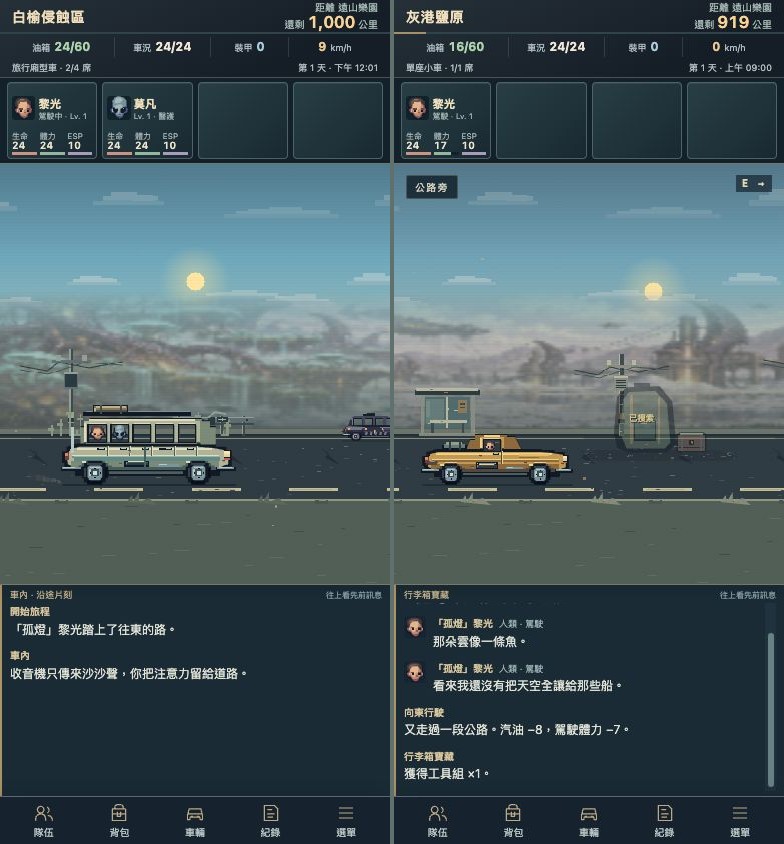 白榆侵蝕區
距離 遠山樂園
還剩 1,000 公里
油箱 24/60
車況 24/24
裝甲 0
9 km/h
旅行廂型車 · 2/4 席
第 1 天 · 下午 12:01
黎光
駕駛中 · Lv. 1
生命 體力 ESP
24 24 10
莫凡
Lv. 1 · 醫護
生命 體力 ESP
24 24 10
車內 · 沿途片刻
往上看先前訊息
開始旅程
「孤燈」黎光踏上了往東的路。
車內
收音機只傳來沙沙聲，你把注意力留給道路。
隊伍
背包
車輛
紀錄
選單
灰港鹽原
距離 遠山樂園
還剩 919 公里
油箱 16/60
車況 24/24
裝甲 0
0 km/h
單座小車 · 1/1 席
第 1 天 · 上午 09:00
黎光
駕駛 · Lv. 1
生命 體力 ESP
24 17 10
公路旁
E →
已搜索
行李箱寶藏
往上看先前訊息
「孤燈」黎光 人類 · 駕駛
那朵雲像一條魚。
「孤燈」黎光 人類 · 駕駛
看來我還沒有把天空全讓給那些船。
向東行駛
又走過一段公路。汽油 −8，駕駛體力 −7。
行李箱寶藏
獲得工具組 ×1。
隊伍
背包
車輛
紀錄
選單